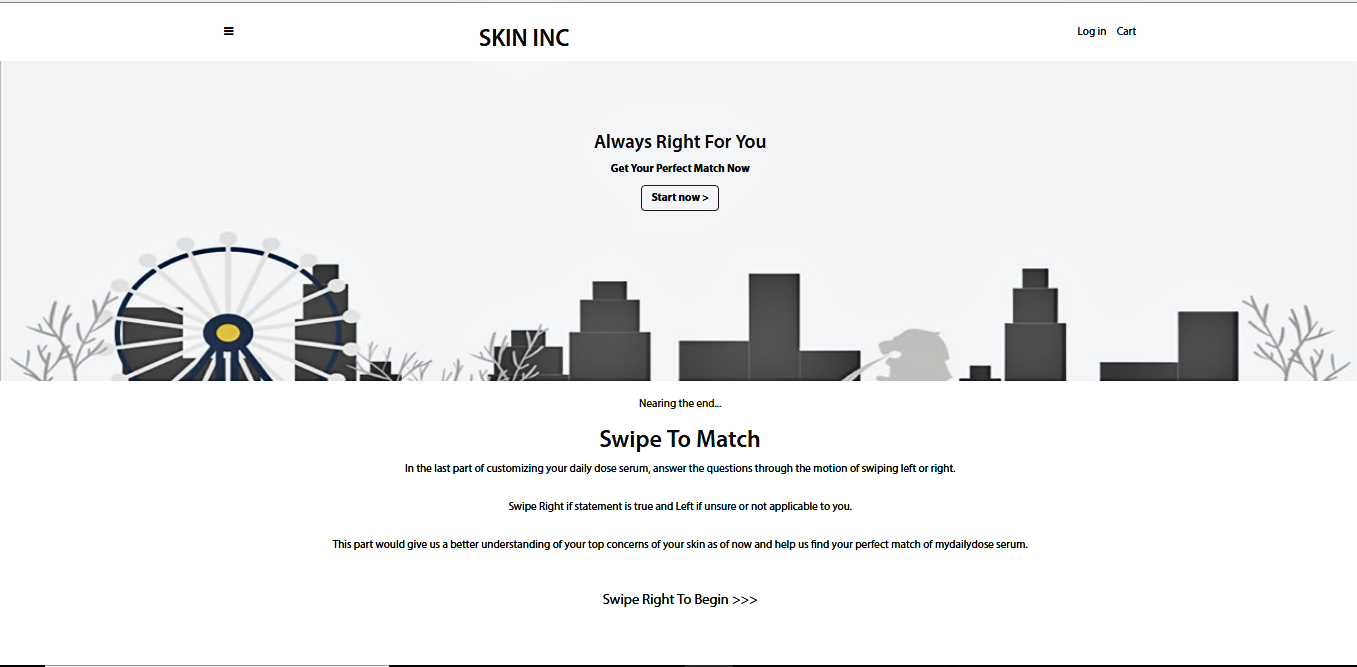 ≡ SKIN INC Log in Cart
Always Right For You
Get Your Perfect Match Now
Start now >
Nearing the end...
Swipe To Match
In the last part of customizing your daily dose serum, answer the questions through the motion of swiping left or right.
Swipe Right if statement is true and Left if unsure or not applicable to you.
This part would give us a better understanding of your top concerns of your skin as of now and help us find your perfect match of mydailydose serum.
Swipe Right To Begin >>>